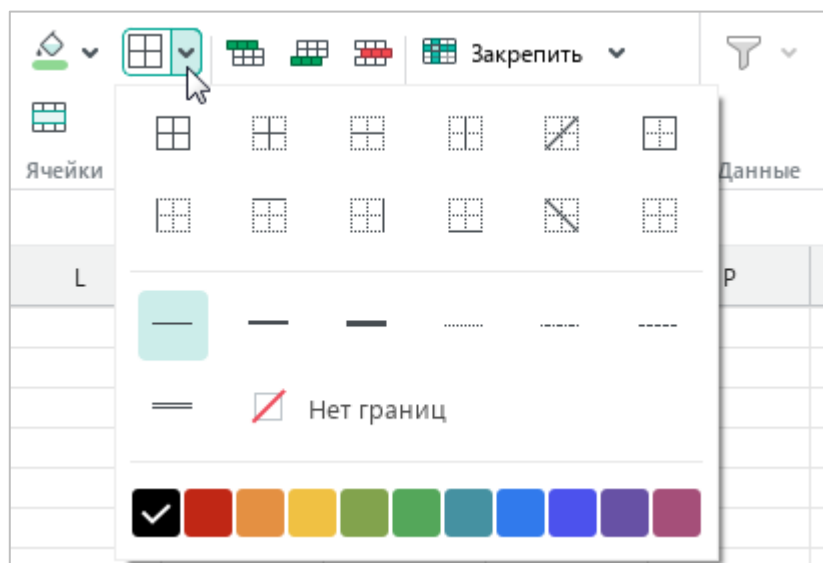 Закрепить
Ячейки
Данные
L
P
Нет границ